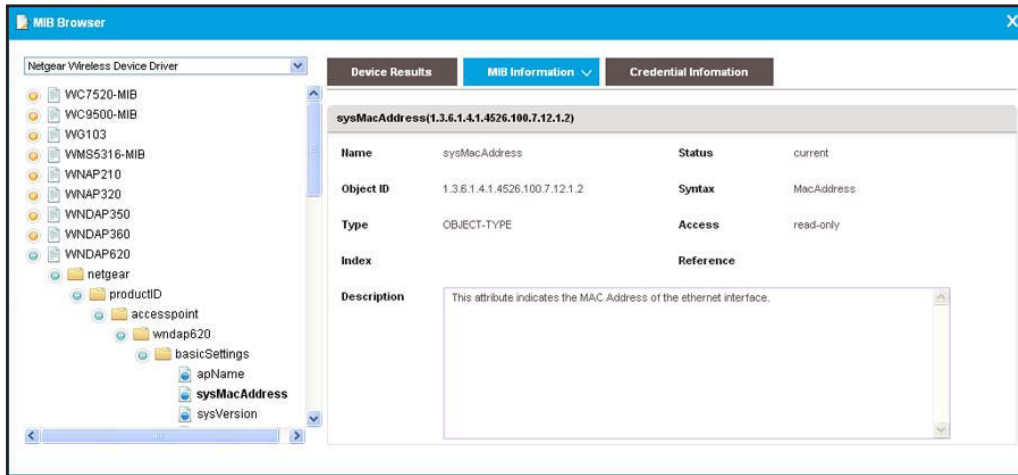 MIB Browser
X
Netgear Wireless Device Driver
WC7520-MIB
WC9500-MIB
WG103
WMS5316-MIB
WNAP210
WNAP320
WNDAP350
WNDAP360
WNDAP620
netgear
productID
accesspoint
wndap620
basicSettings
apName
sysMacAddress
sysVersion
Device Results MIB Information Credential Infomation
sysMacAddress(1.3.6.1.4.1.4526.100.7.12.1.2)
Name sysMacAddress Status current
Object ID 1.3.6.1.4.1.4526.100.7.12.1.2 Syntax MacAddress
Type OBJECT-TYPE Access read-only
Index Reference
Description This attribute indicates the MAC Address of the ethernet interface.